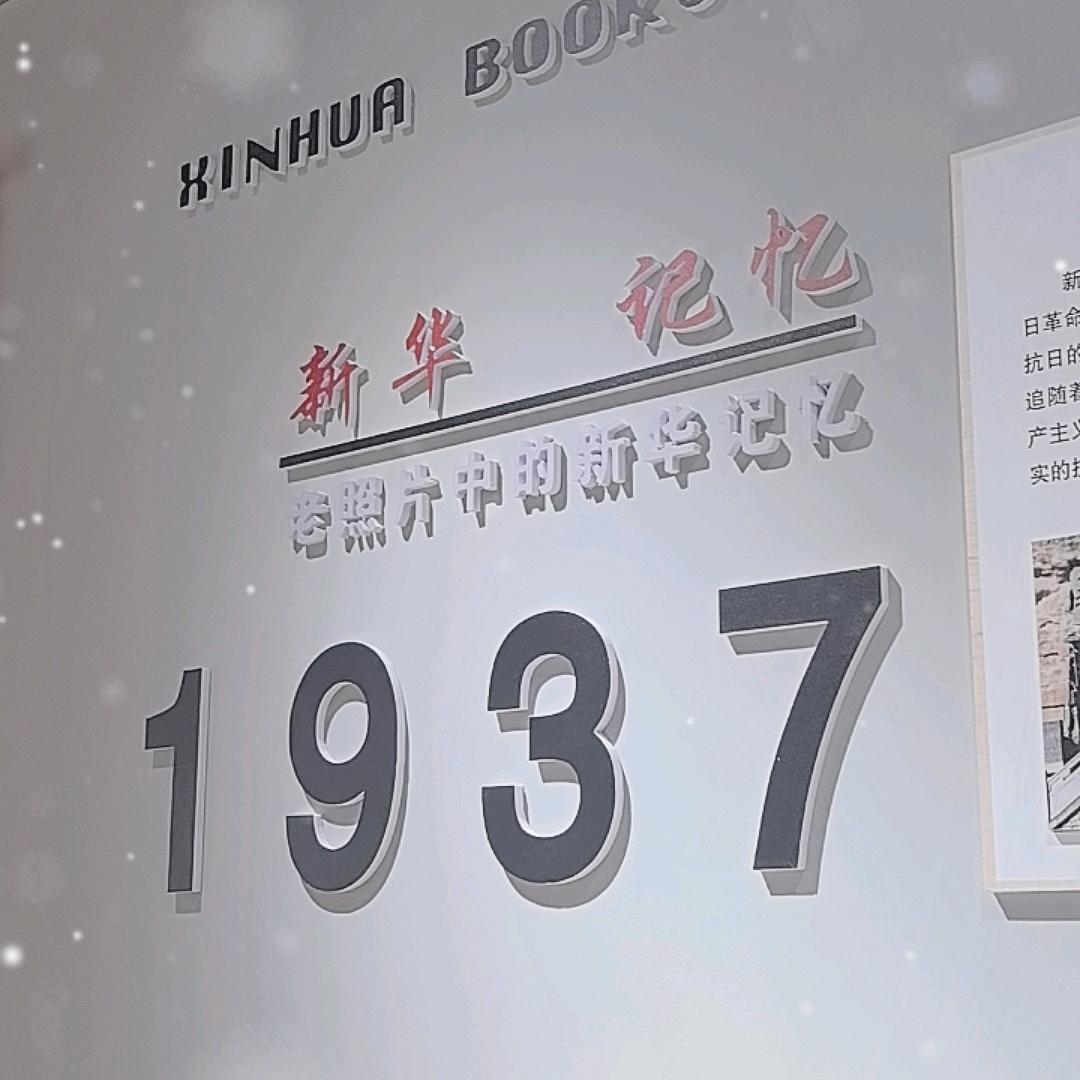 XINHUA BOOKS
新华 记忆
老照片中的新华记忆
1937
新
日革命
抗日的
追随着
产主义
实的